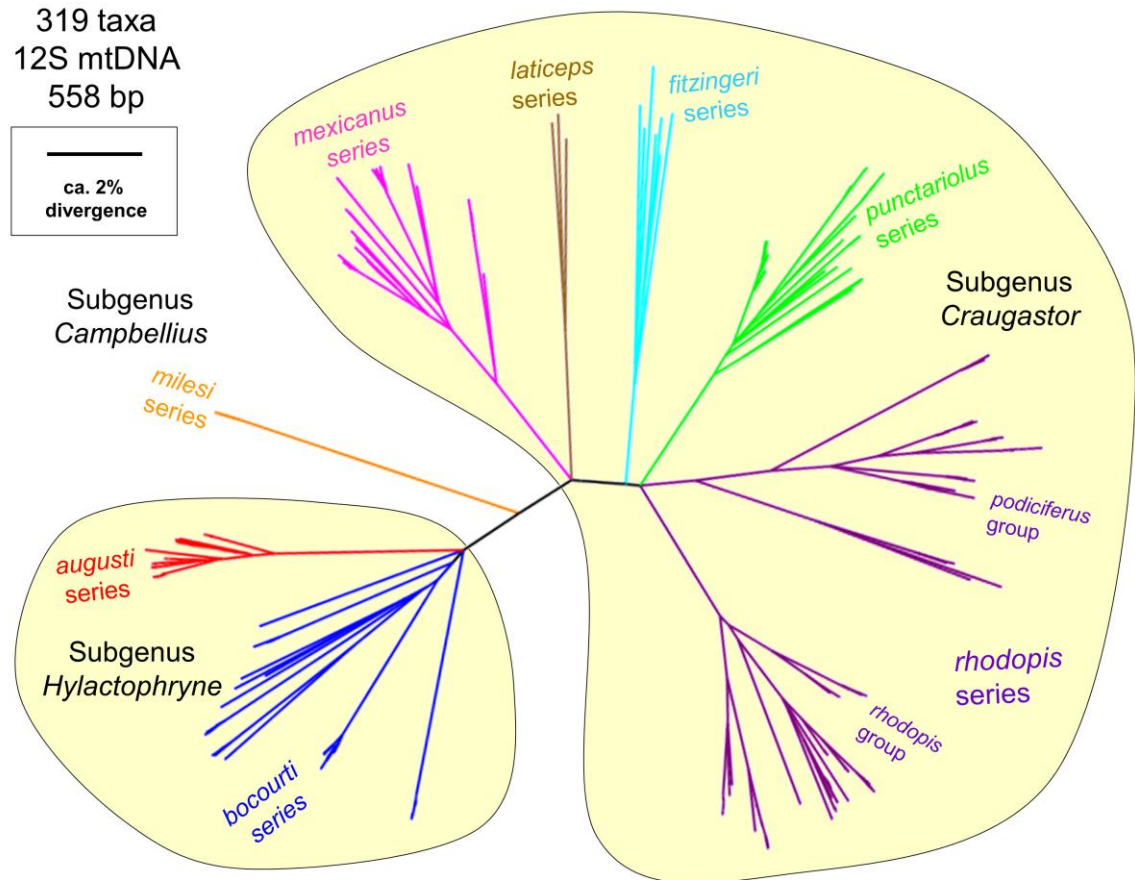 319 taxa
12S mtDNA
558 bp
ca. 2%
divergence
mexicanus
series
laticeps
series
fitzingeri
series
punctariolus
series
Subgenus
Craugastor
Subgenus
Campbellius
milesi
series
podiciferus
group
augusti
series
Subgenus
Hylactophryne
rhodopis
series
rhodopis
group
bocourti
series